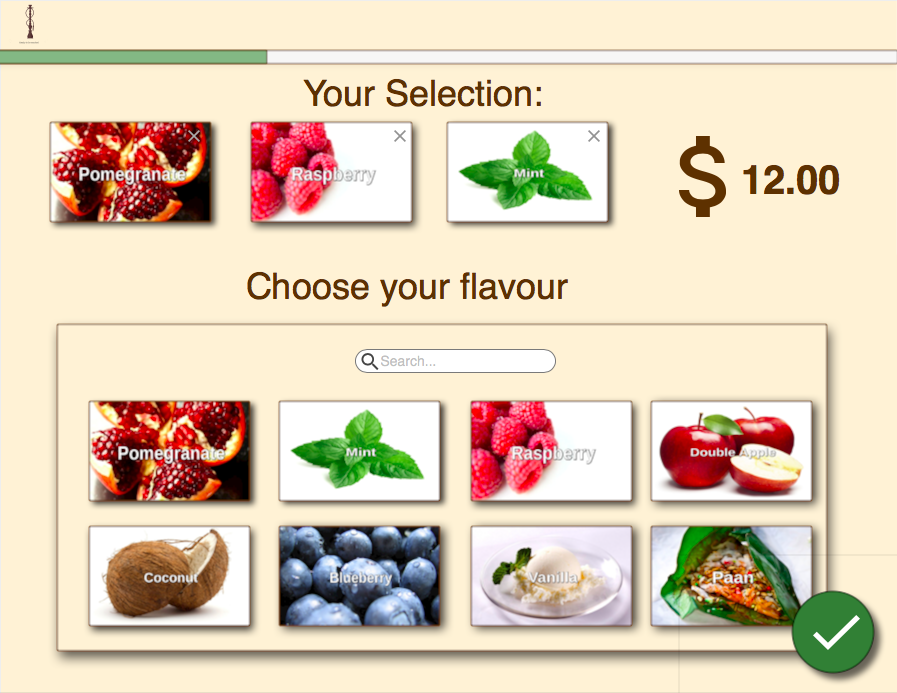 Your Selection:
Pomegranate
Raspberry
Mint
$ 12.00
Choose your flavour
Search...
Pomegranate
Mint
Raspberry
Double Apple
Coconut
Blueberry
Vanilla
Paan